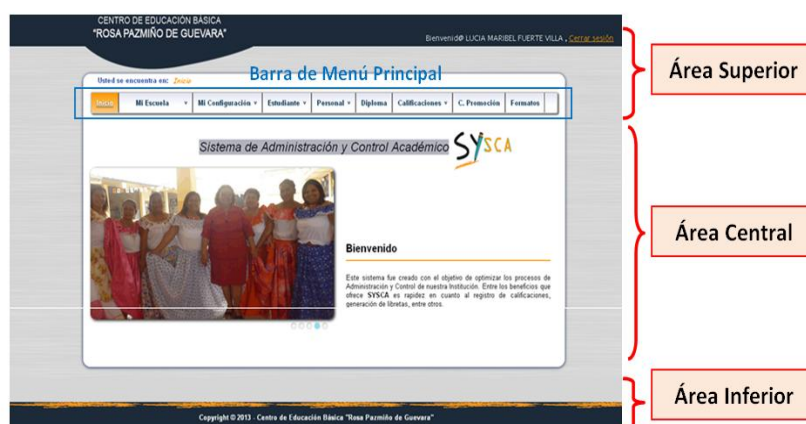 CENTRO DE EDUCACIÓN BÁSICA
"ROSA PAZMIÑO DE GUEVARA"
Bienvenid@ LUCIA MARIBEL FUERTE VILLA . Cerrar sesión
Área Superior
Usted se encuentra en: Inicio
Barra de Menú Principal
Inicio Mi Escuela Mi Configuración Estudiante Personal Diploma Calificaciones C. Promoción Formatos
Sistema de Administración y Control Académico SYSCA
Área Central
Bienvenido
Este sistema fue creado con el objetivo de optimizar los procesos de
Administración y Control de nuestra Institución. Entre los beneficios que
ofrece SYSCA es rapidez en cuanto al registro de calificaciones,
generación de libretas, entre otros.
Área Inferior
Copyright © 2013 - Centro de Educación Básica "Rosa Pazmiño de Guevara"